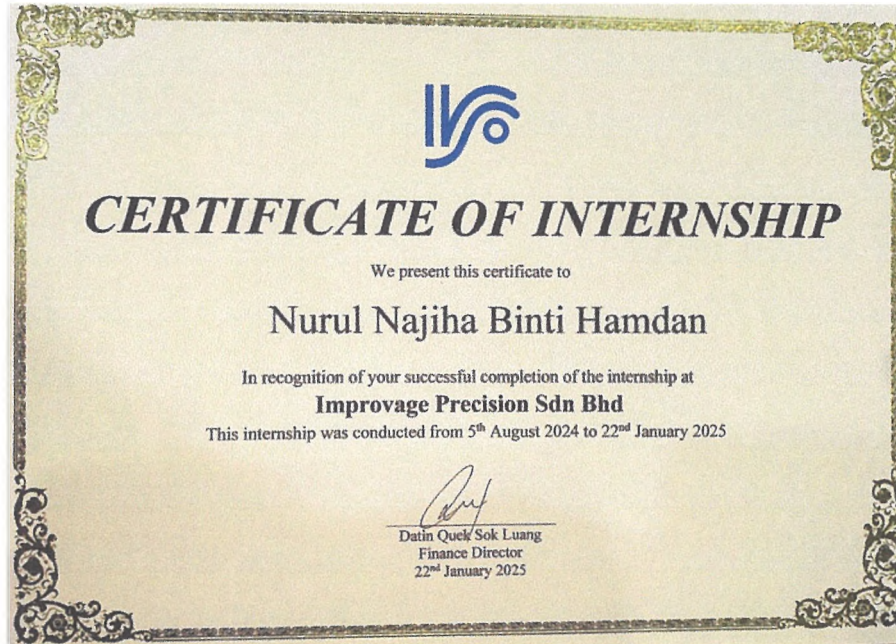 CERTIFICATE OF INTERNSHIP
We present this certificate to
Nurul Najiha Binti Hamdan
In recognition of your successful completion of the internship at
Improvage Precision Sdn Bhd
This internship was conducted from 5th August 2024 to 22nd January 2025
Datin Quek Sok Luang
Finance Director
22nd January 2025